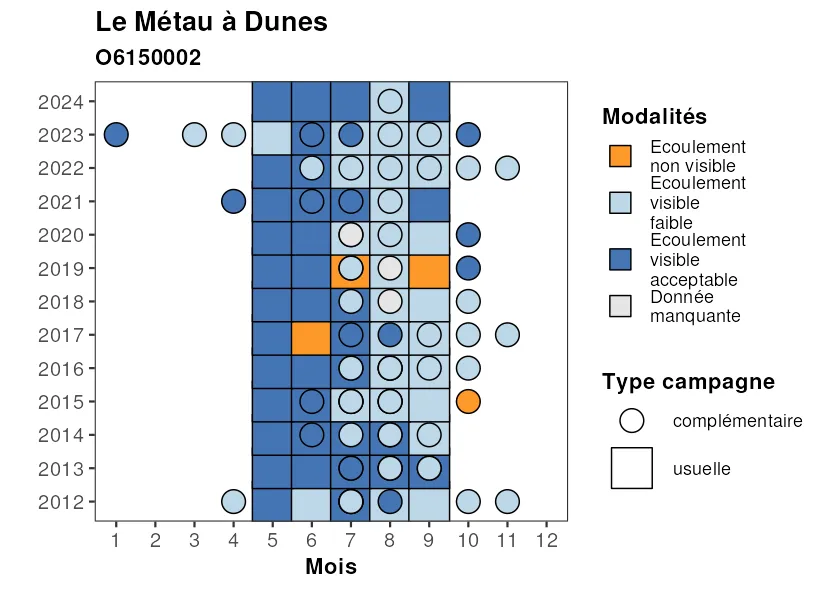 Le Métau à Dunes
O6150002
2024
2023
2022
2021
2020
2019
2018
2017
2016
2015
2014
2013
2012
1 2 3 4 5 6 7 8 9 10 11 12
Mois
Modalités
Ecoulement
non visible
Ecoulement
visible
faible
Ecoulement
visible
acceptable
Donnée
manquante
Type campagne
complémentaire
usuelle